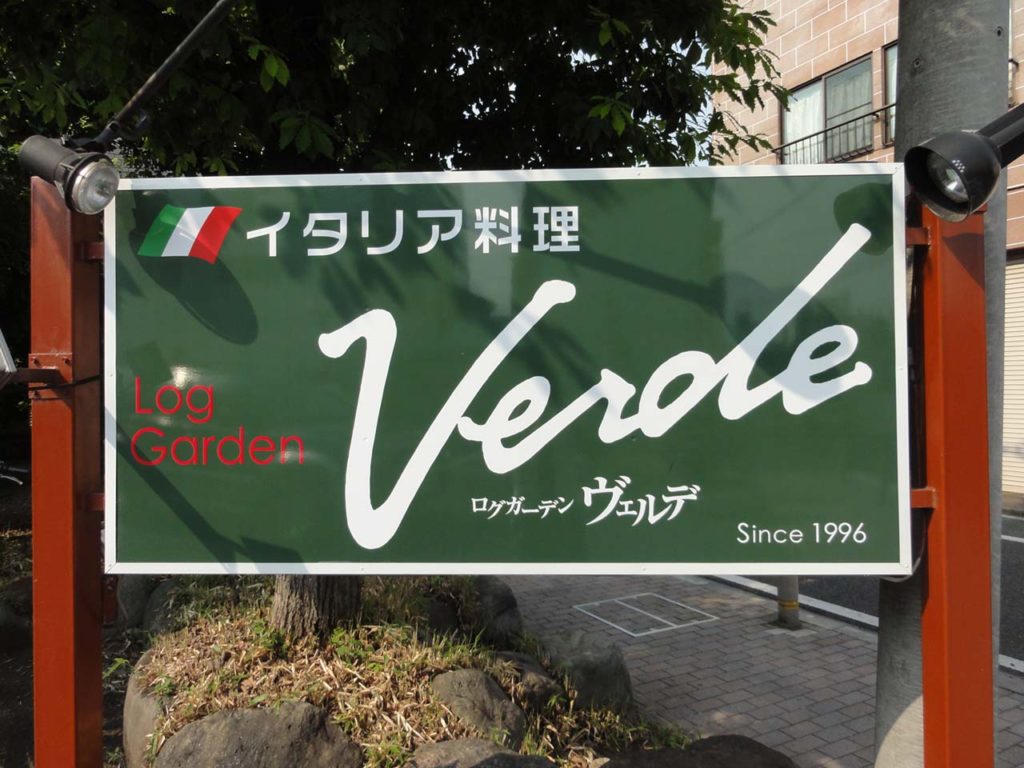 イタリア料理
Verde
Log
Garden
ログガーデン ヴェルデ
Since 1996